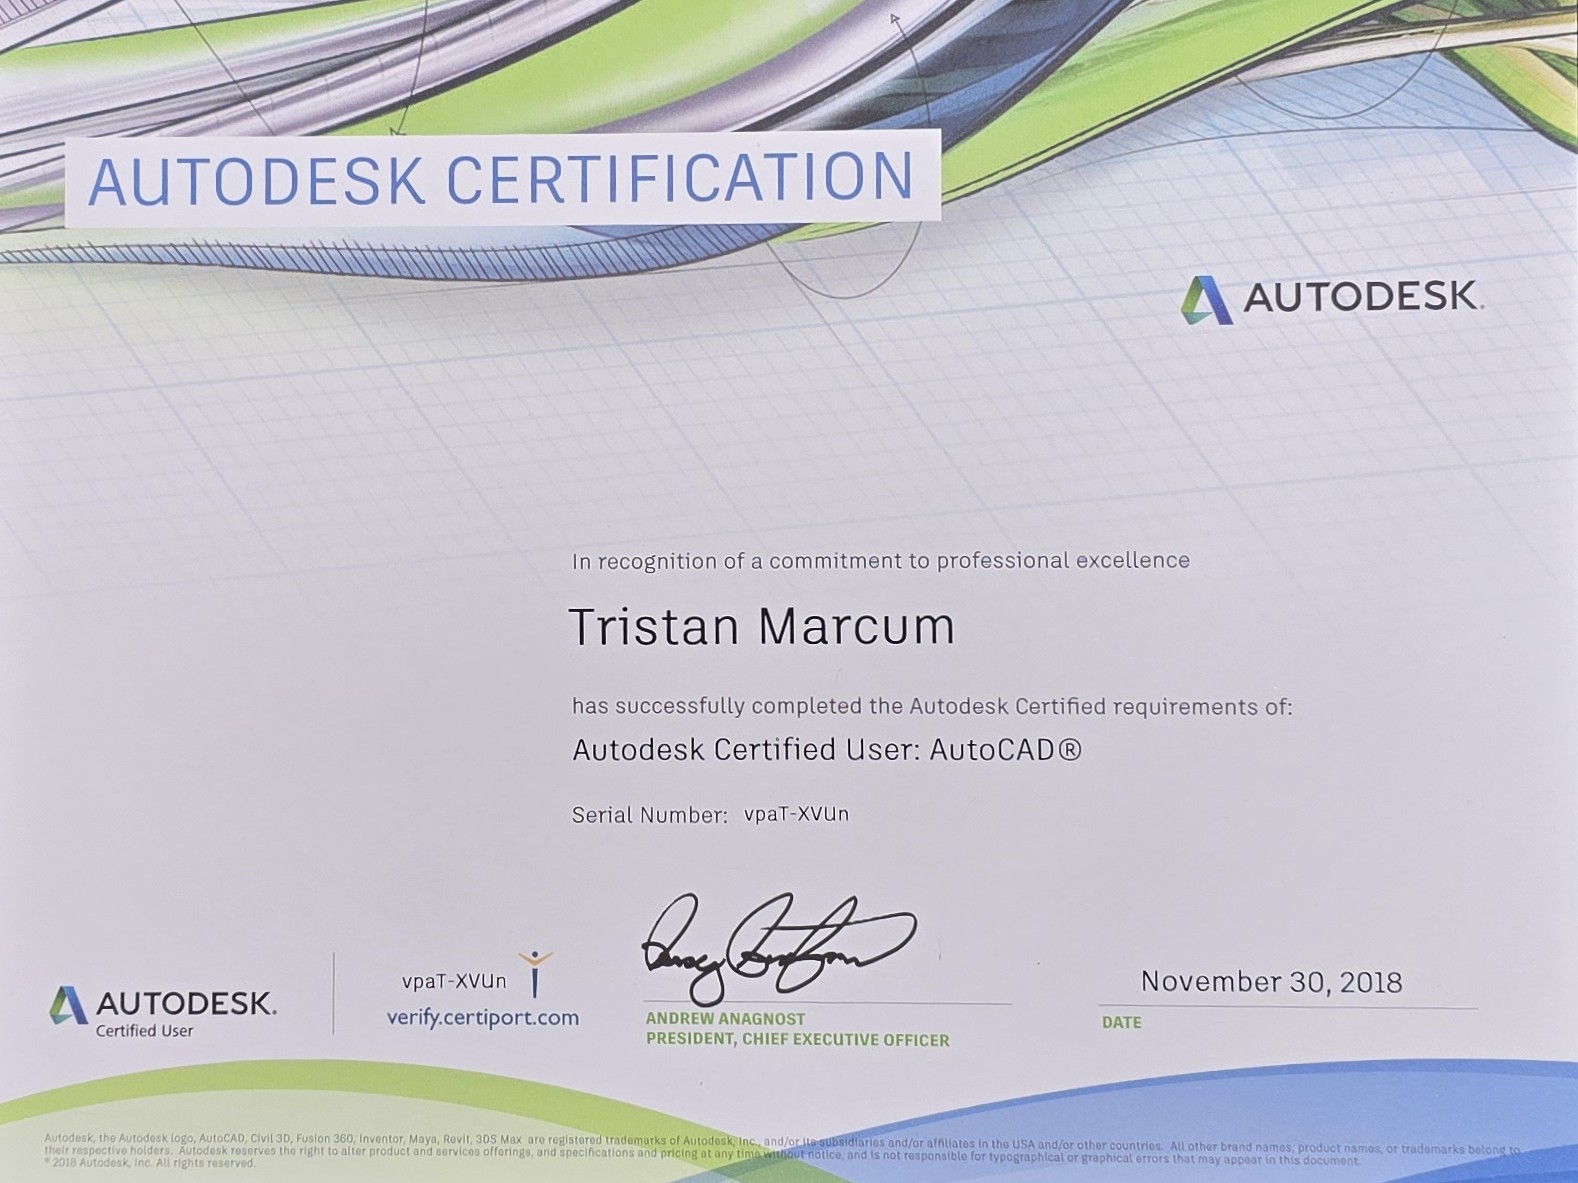 AUTODESK CERTIFICATION
AUTODESK.
In recognition of a commitment to professional excellence
Tristan Marcum
has successfully completed the Autodesk Certified requirements of:
Autodesk Certified User: AutoCAD®
Serial Number: vpaT-XVUn
AUTODESK.
Certified User
vpaT-XVUn
verify.certiport.com
ANDREW ANAGNOST
PRESIDENT, CHIEF EXECUTIVE OFFICER
November 30, 2018
DATE
Autodesk, the Autodesk logo, AutoCAD, Civil 3D, Fusion 360, Inventor, Maya, Revit, 3DS Max are registered trademarks of Autodesk, Inc., and/or its subsidiaries and/or affiliates in the USA and/or other countries. All other brand names, product names, or trademarks belong to
their respective holders. Autodesk reserves the right to alter product and services offerings, and specifications and pricing at any time without notice, and is not responsible for typographical or graphical errors that may appear in this document.
© 2018 Autodesk, Inc. All rights reserved.